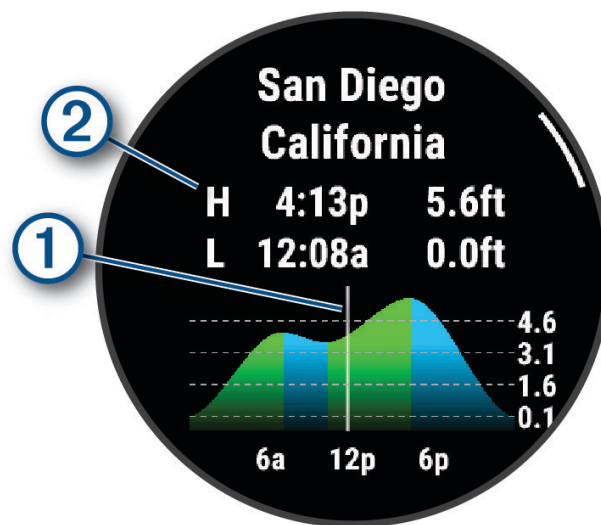 San Diego
California
2
H 4:13p 5.6ft
1
L 12:08a 0.0ft
4.6
3.1
1.6
0.1
6a 12p 6p